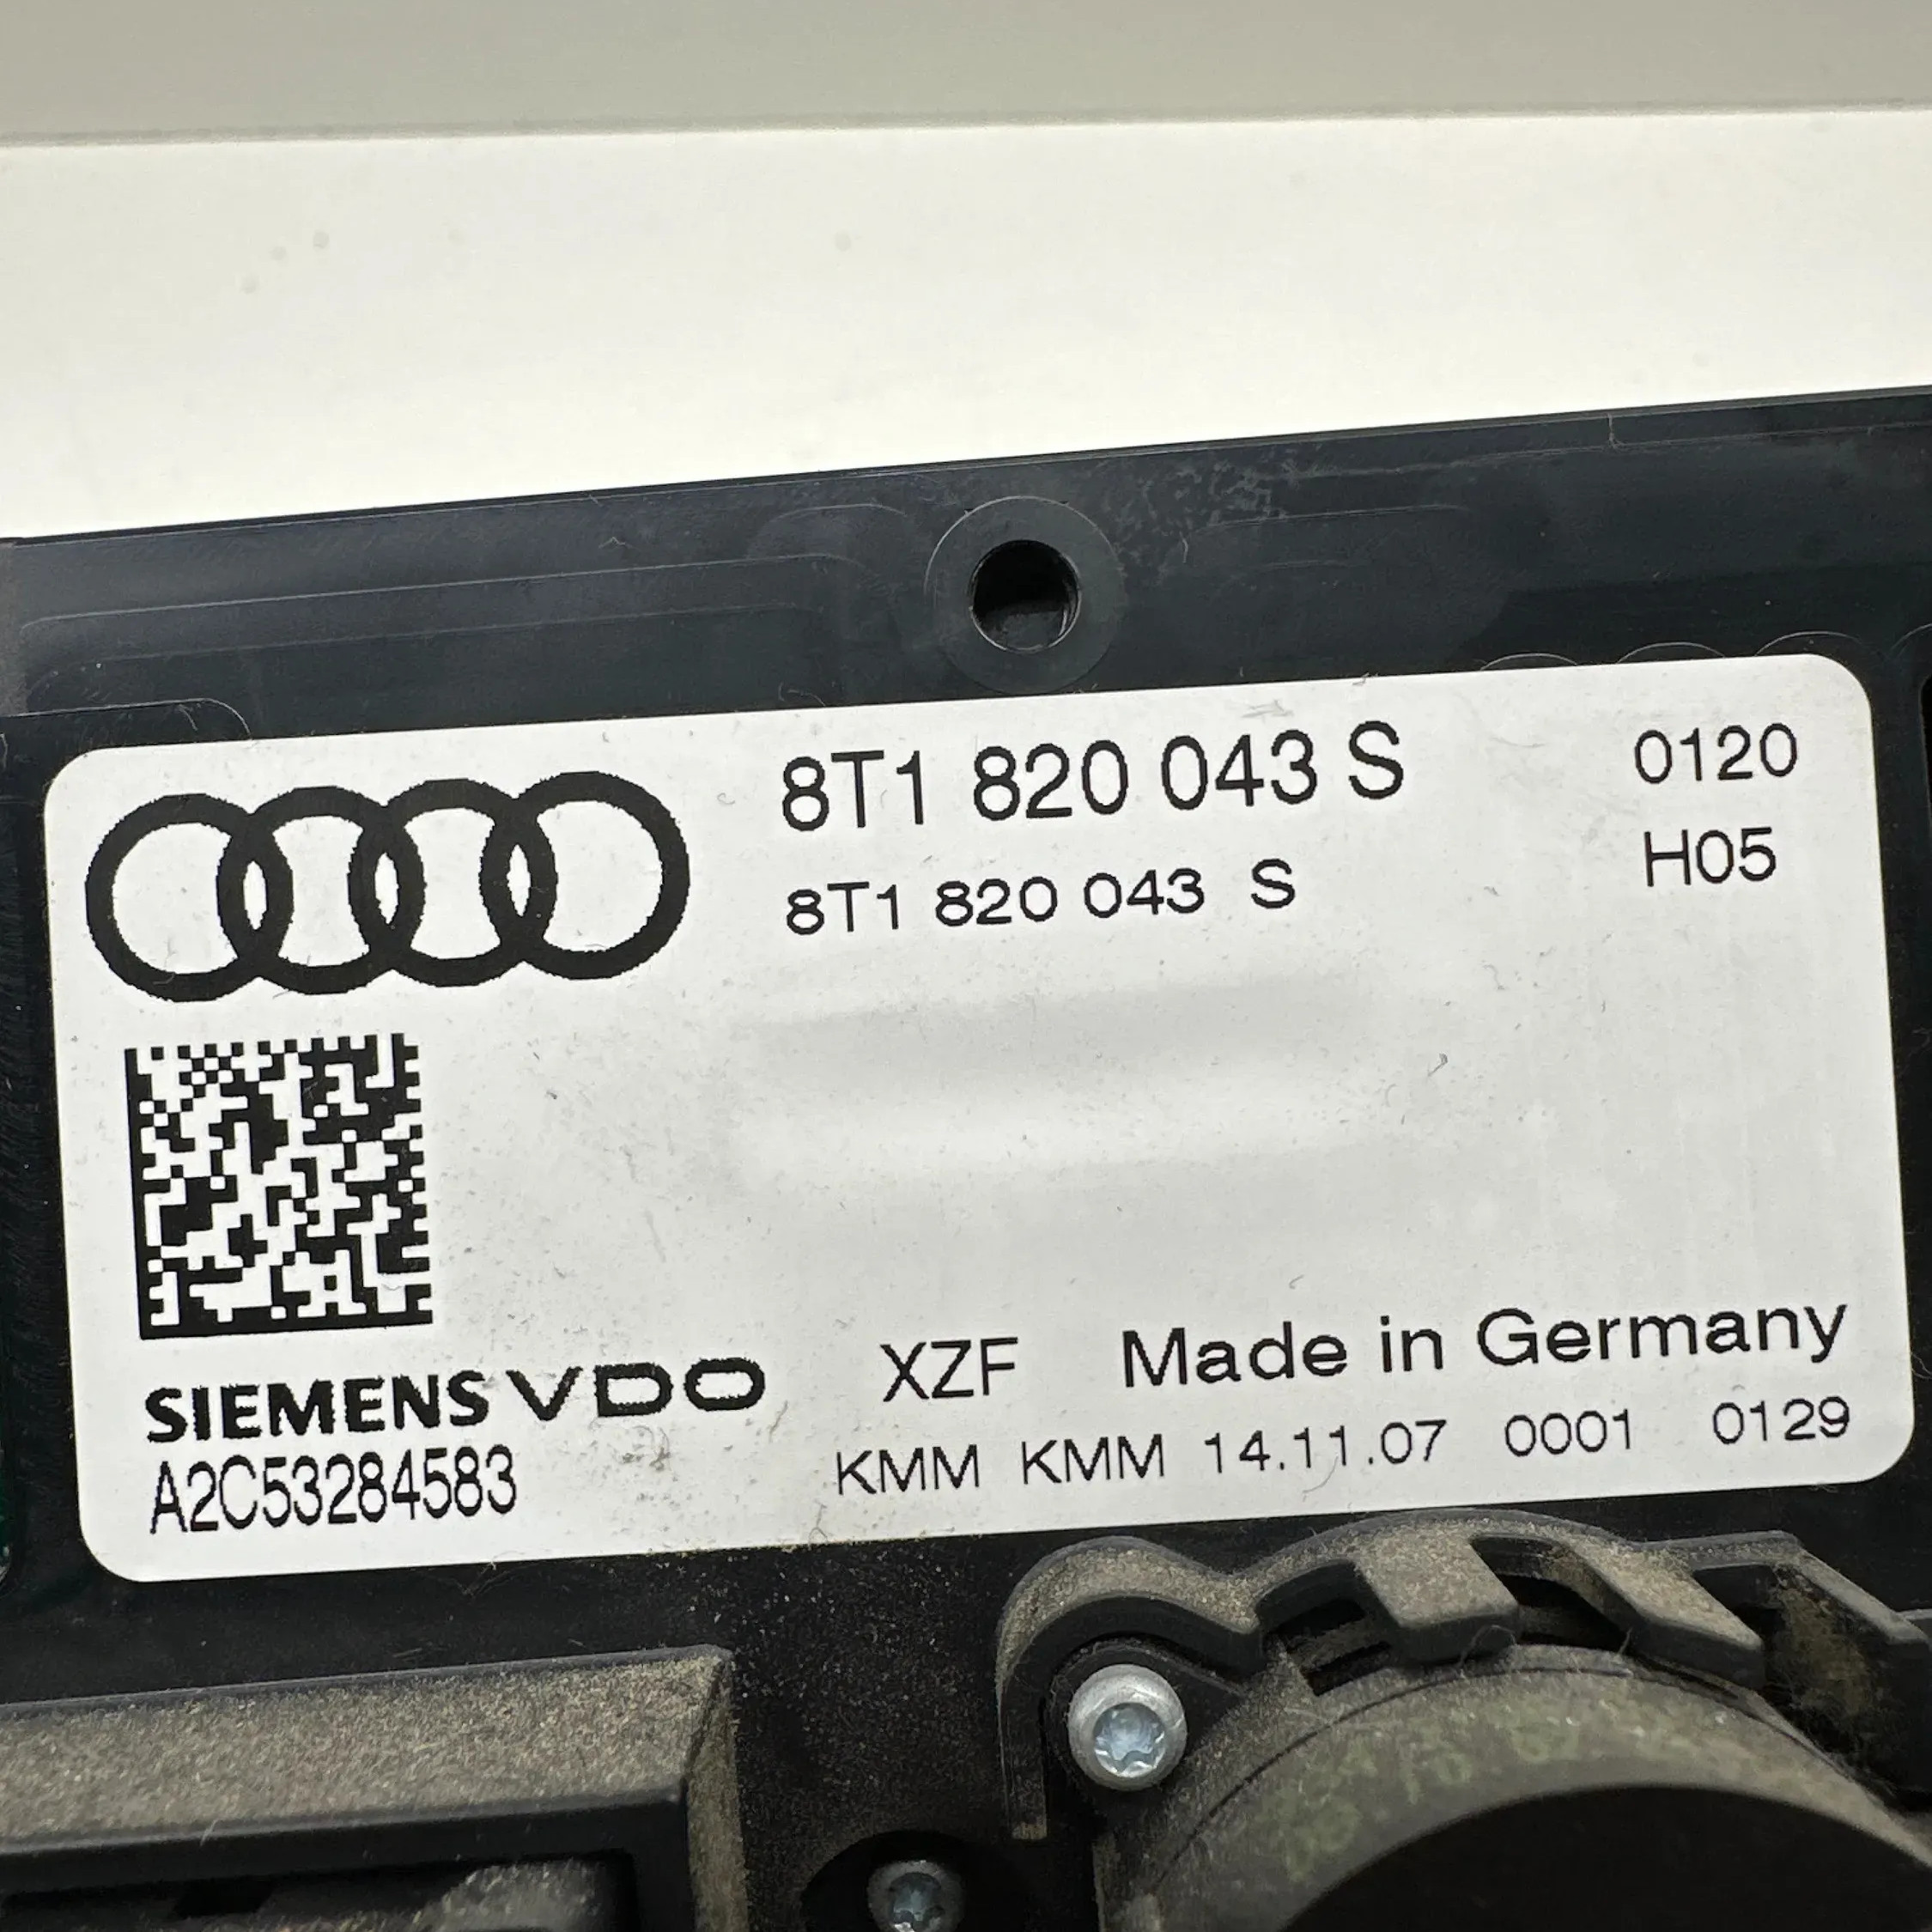 8T1 820 043 S 0120
8T1 820 043 S H05
SIEMENS VDO XZF Made in Germany
A2C53284583 KMM KMM 14.11.07 0001 0129